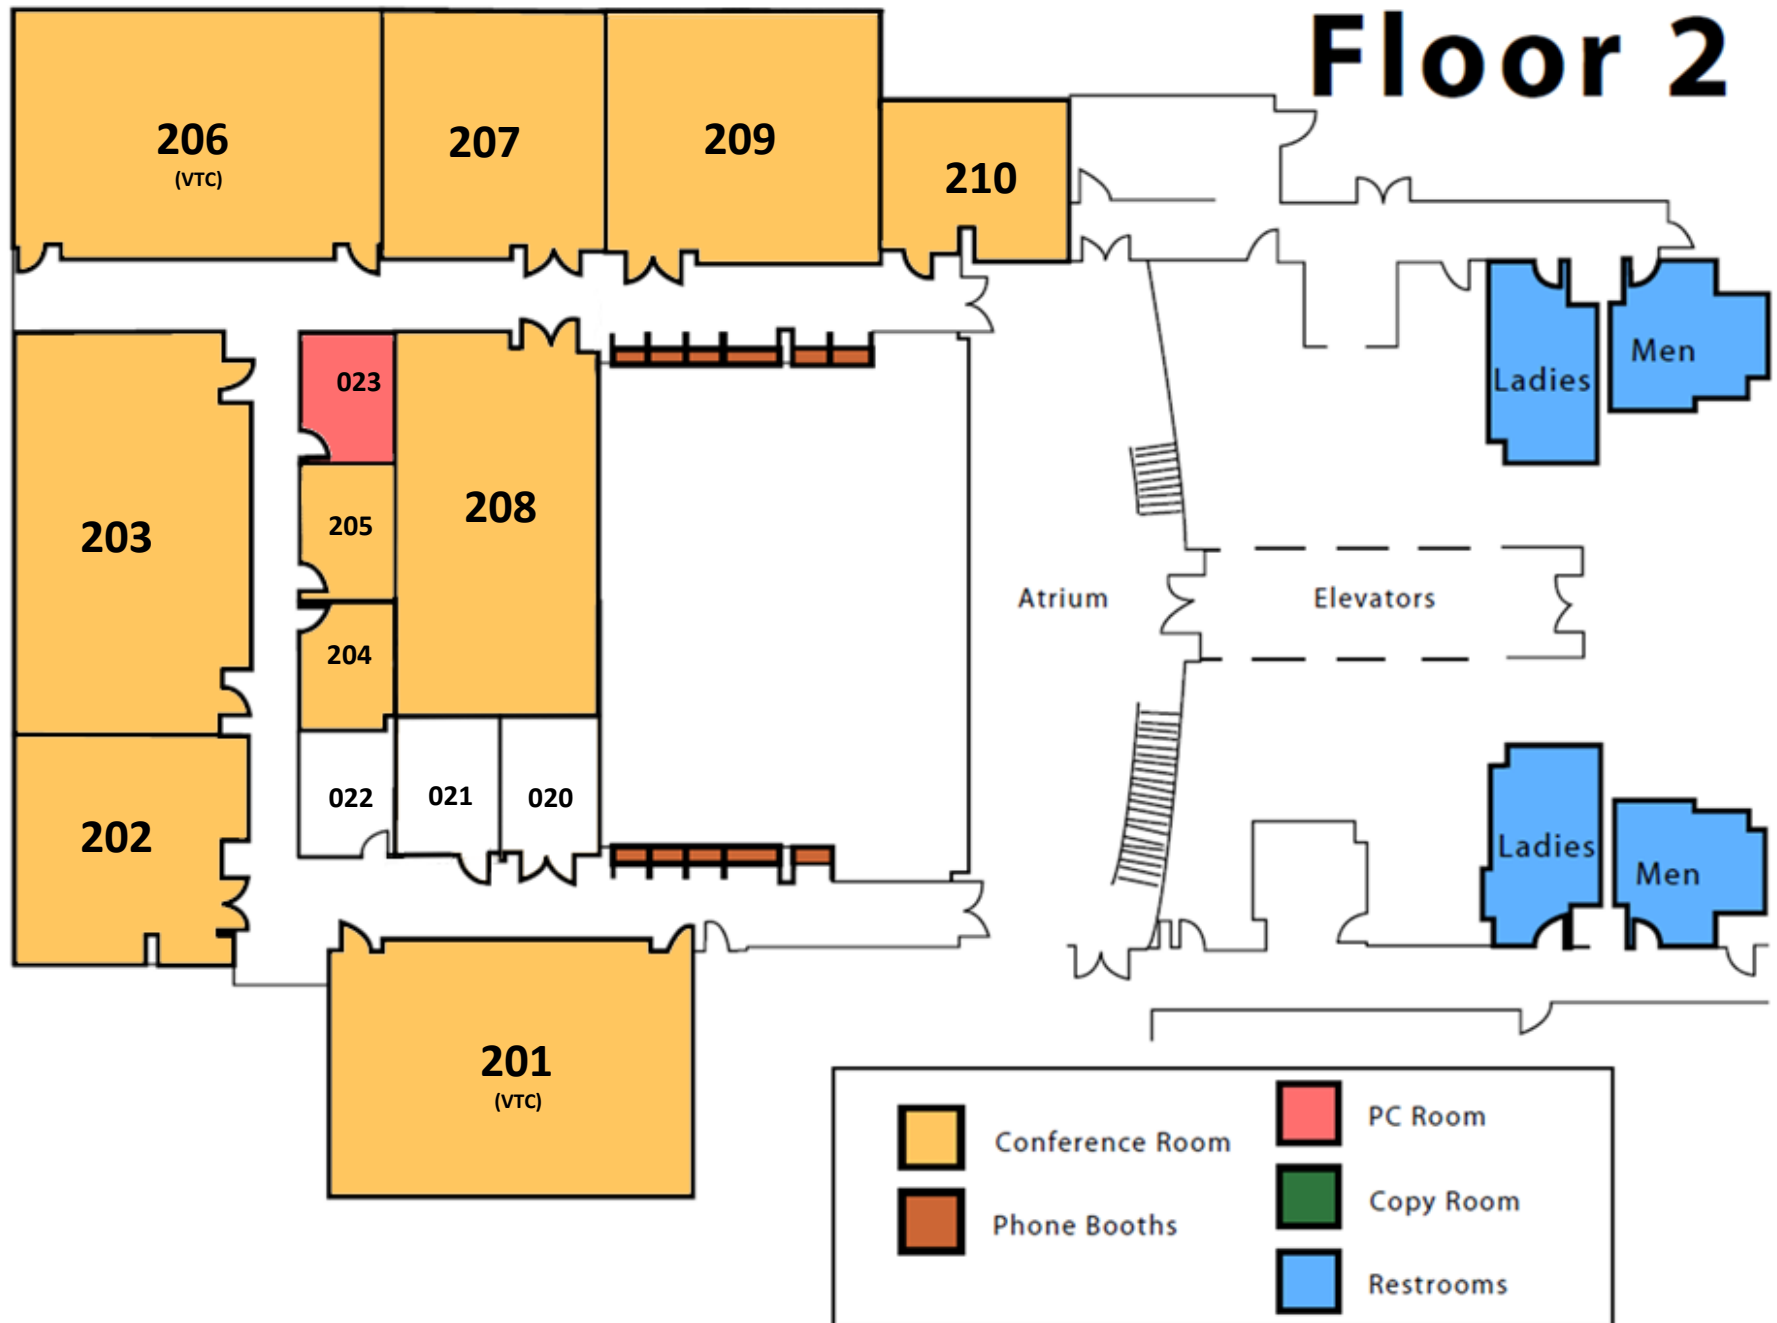 Floor 2
206
(VTC)
207
209
210
023
205
204
203
208
202
022
021
020
Atrium
Elevators
Ladies
Men
Ladies
Men
201
(VTC)
Conference Room
Phone Booths
PC Room
Copy Room
Restrooms